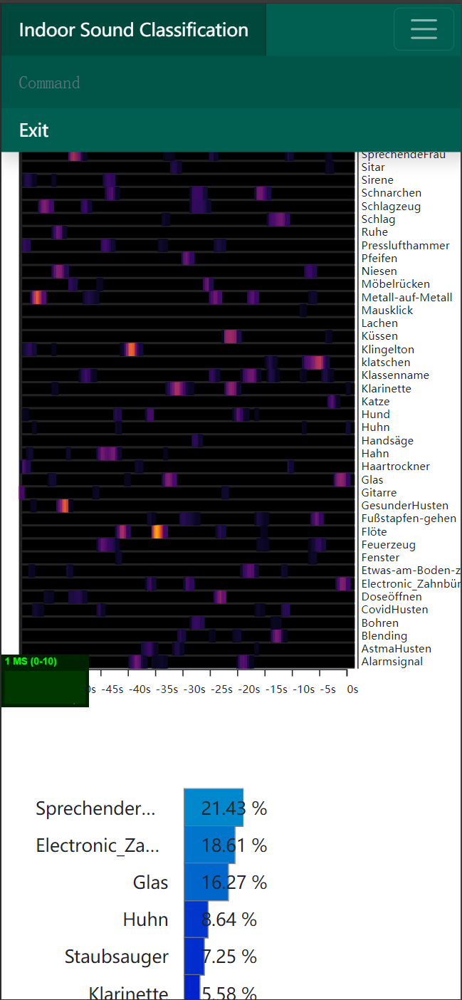 Indoor Sound Classification
Command
Exit
SprechendeFrau
Sitar
Sirene
Schnarchen
Schlagzeug
Schlag
Ruhe
Presslufthammer
Pfeifen
Niesen
Möbelrücken
Metall-auf-Metall
Mausklick
Lachen
Küssen
Klingelton
klatschen
Klassenname
Klarinette
Katze
Hund
Huhn
Handsäge
Hahn
Haartrockner
Glas
Gitarre
GesunderHusten
Fußstapfen-gehen
Flöte
Feuerzeug
Fenster
Etwas-am-Boden-z
Electronic_Zahnbür
Doseöffnen
CovidHusten
Bohren
Blending
AstmaHusten
Alarmsignal
1 MS (0-10)
0s -45s -40s -35s -30s -25s -20s -15s -10s -5s 0s
Sprechender... 21.43 %
Electronic_Za... 18.61 %
Glas 16.27 %
Huhn 8.64 %
Staubsauger 7.25 %
Klarinette 5.58 %